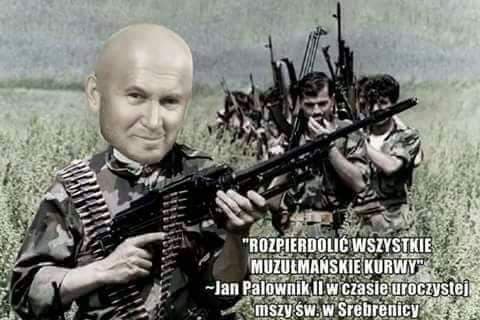 "ROZPIERDOLIĆ WSZYSTKIE
MUZUŁMAŃSKIE KURWY"
~Jan Palownik II w czasie uroczystej
mszy św. w Srebrenicy